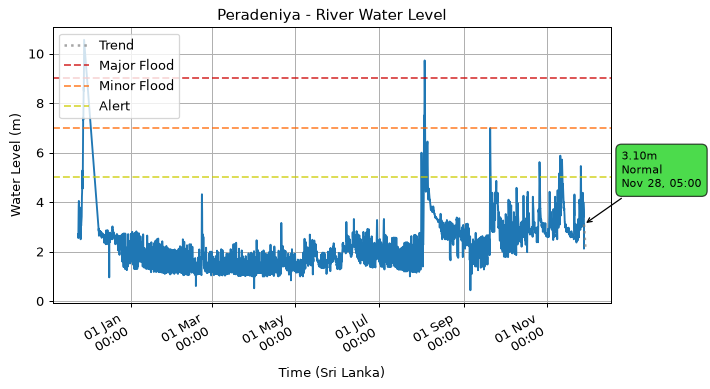 Peradeniya - River Water Level
Trend
Major Flood
Minor Flood
Alert
10
8
6
4
2
0
Water Level (m)
3.10m
Normal
Nov 28, 05:00
01 Jan
00:00
01 Mar
00:00
01 May
00:00
01 Jul
00:00
01 Sep
00:00
01 Nov
00:00
Time (Sri Lanka)